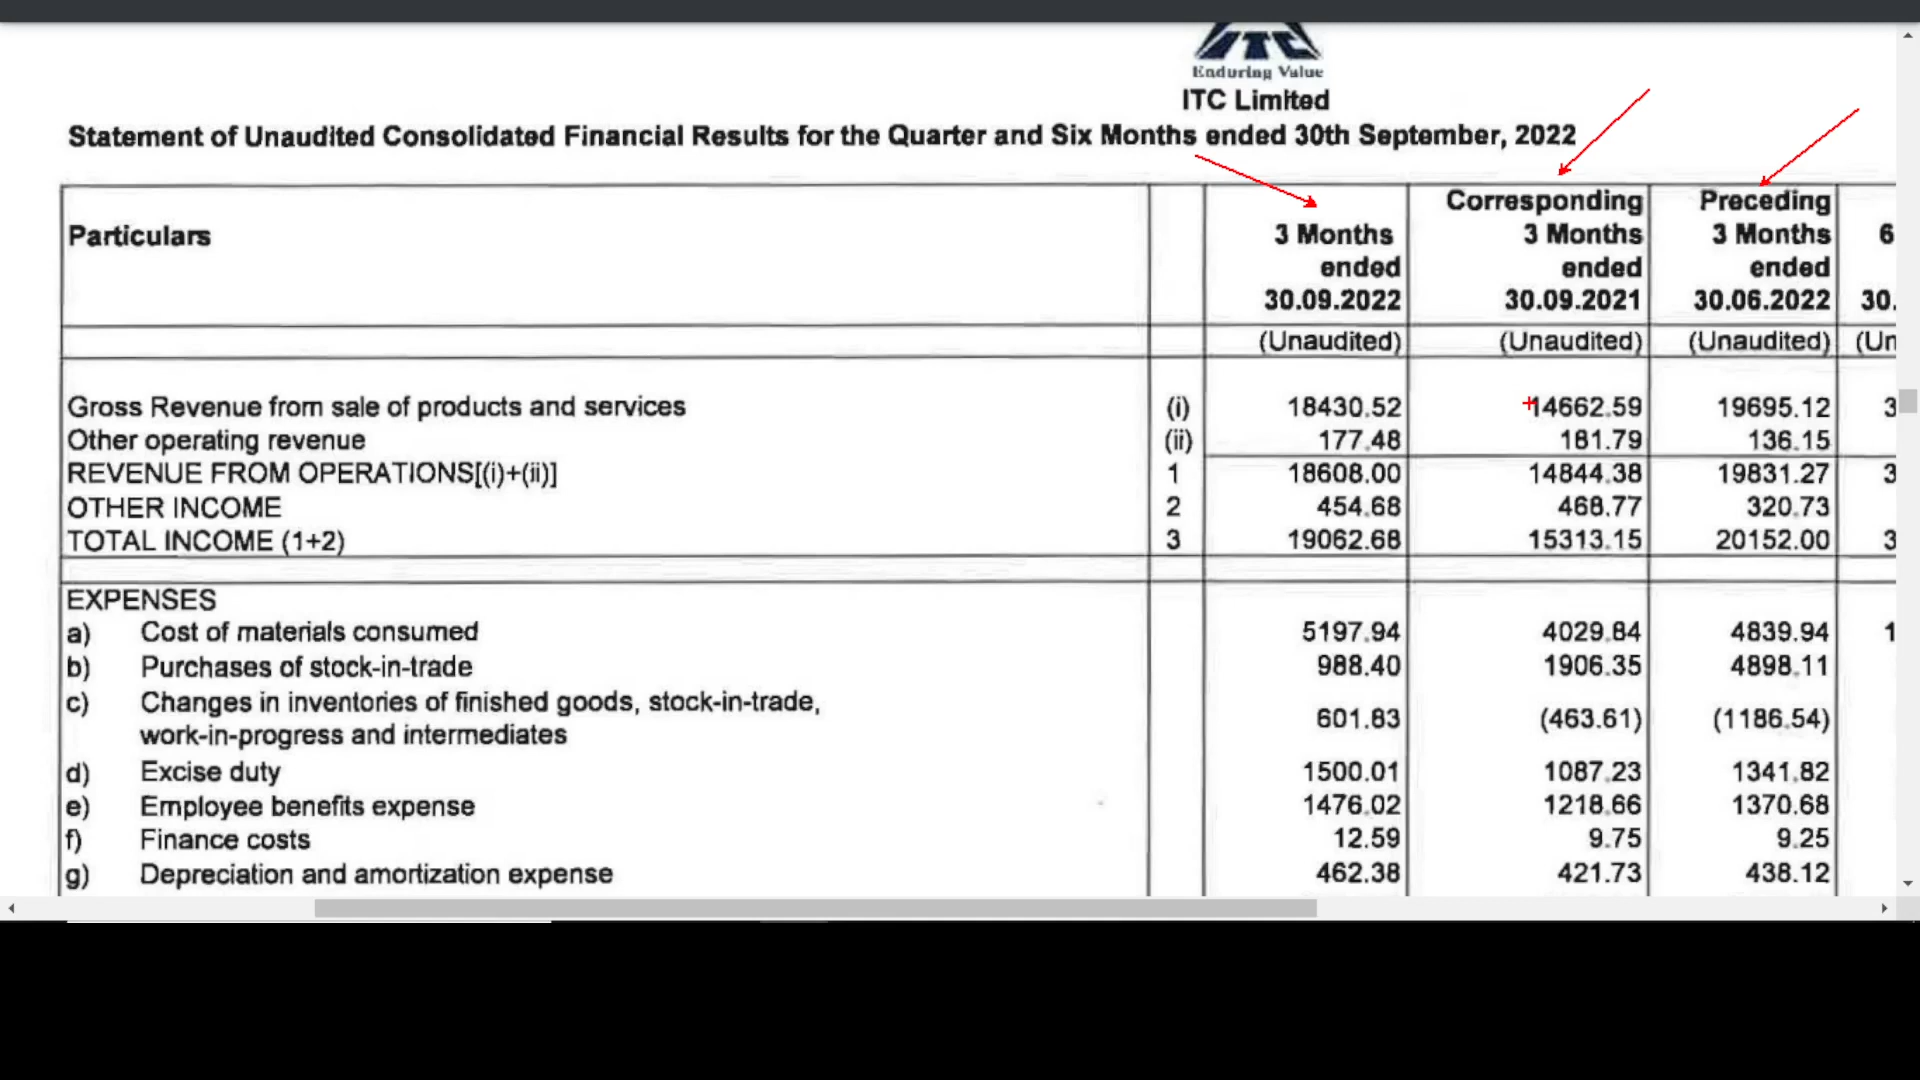 ITC
Enduring Value
ITC Limited
Statement of Unaudited Consolidated Financial Results for the Quarter and Six Months ended 30th September, 2022
Particulars 3 Months ended 30.09.2022 Corresponding 3 Months ended 30.09.2021 Preceding 3 Months ended 30.06.2022 6 30.
(Unaudited) (Unaudited) (Unaudited) (Un
Gross Revenue from sale of products and services (i) 18430.52 14662.59 19695.12 3
Other operating revenue (ii) 177.48 181.79 136.15
REVENUE FROM OPERATIONS[(i)+(ii)] 1 18608.00 14844.38 19831.27 3
OTHER INCOME 2 454.68 468.77 320.73
TOTAL INCOME (1+2) 3 19062.68 15313.15 20152.00 3
EXPENSES
a) Cost of materials consumed 5197.94 4029.84 4839.94 1
b) Purchases of stock-in-trade 988.40 1906.35 4898.11
c) Changes in inventories of finished goods, stock-in-trade,
work-in-progress and intermediates 601.83 (463.61) (1186.54)
d) Excise duty 1500.01 1087.23 1341.82
e) Employee benefits expense 1476.02 1218.66 1370.68
f) Finance costs 12.59 9.75 9.25
g) Depreciation and amortization expense 462.38 421.73 438.12